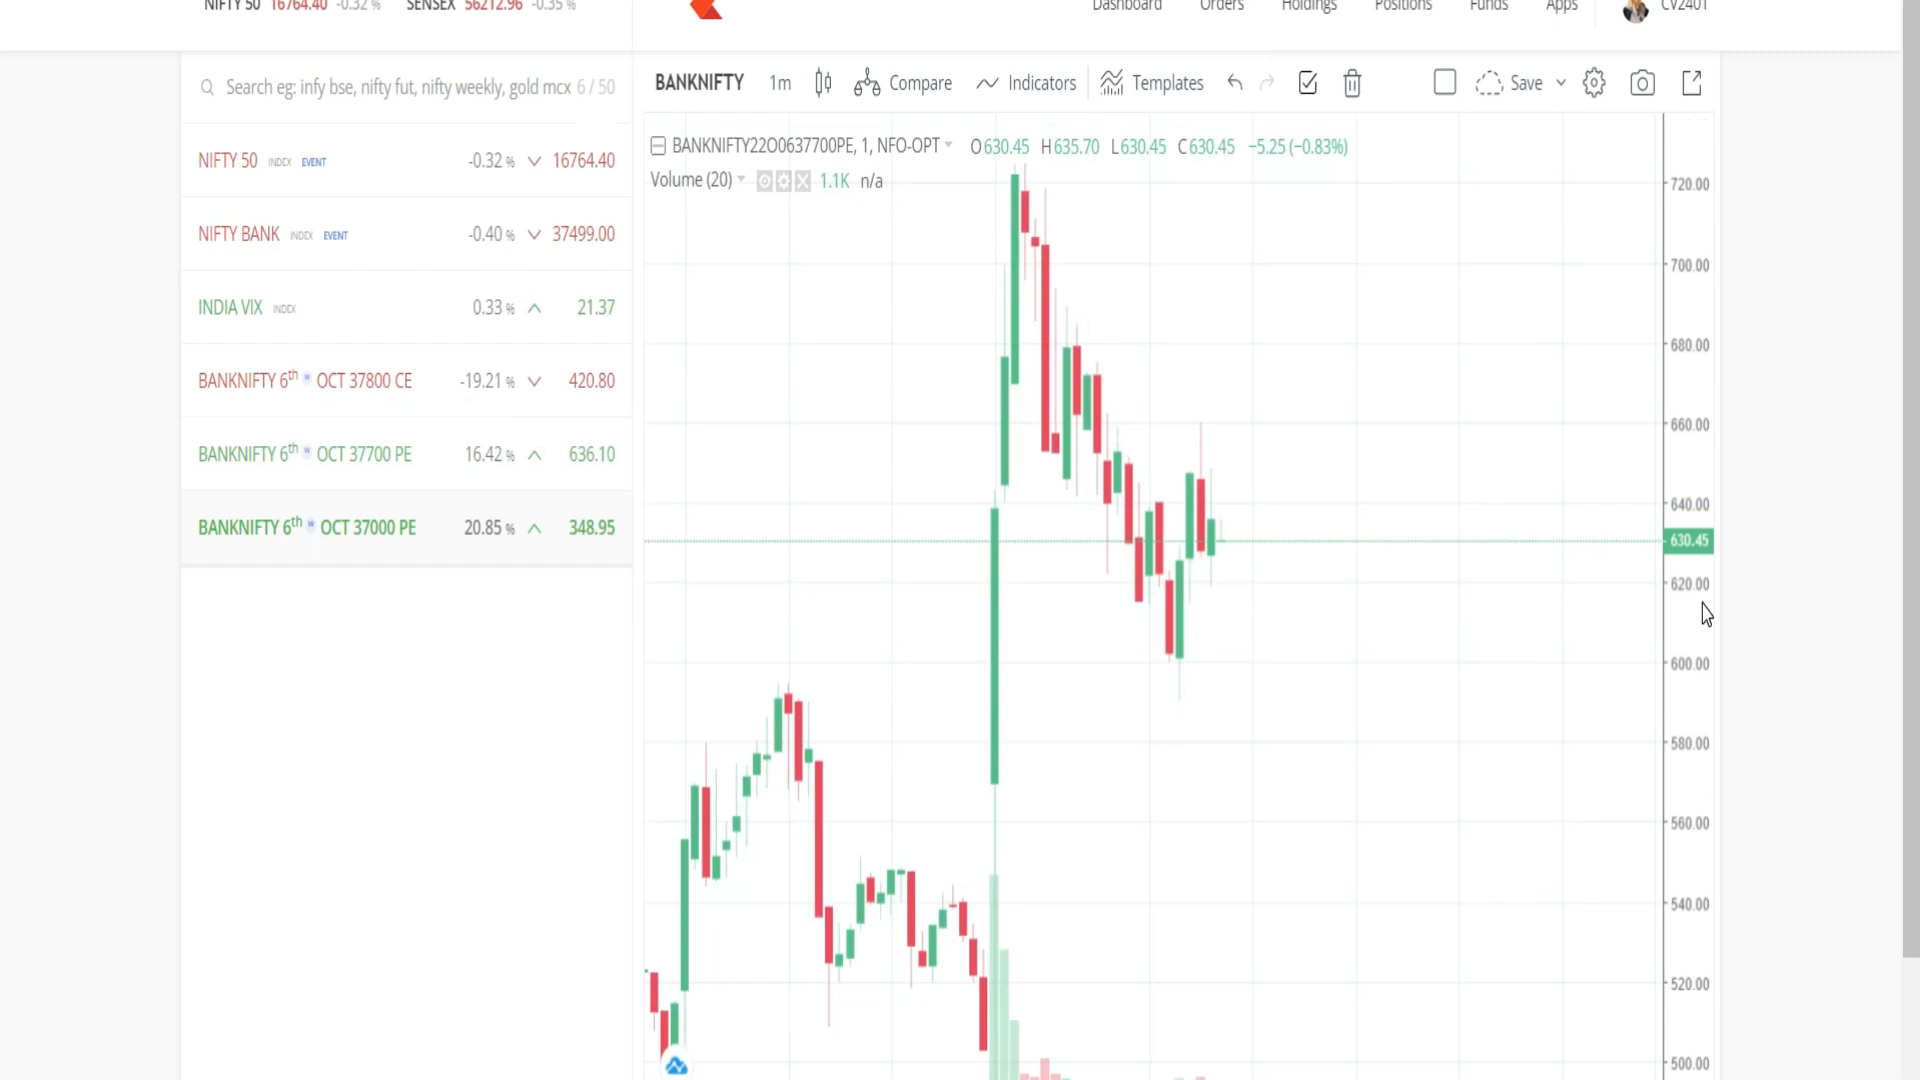 NIFTY 50 16764.40 -0.32 % SENSEX 56212.96 -0.35 %
Dashboard Orders Holdings Positions Funds Apps CV2401
Search eg: infy bse, nifty fut, nifty weekly, gold mcx 6 / 50
BANKNIFTY 1m Compare Indicators Templates Save
BANKNIFTY22O0637700PE, 1, NFO-OPT O630.45 H635.70 L630.45 C630.45 −5.25 (−0.83%)
Volume (20) 1.1K n/a
NIFTY 50 INDEX EVENT -0.32 % 16764.40
NIFTY BANK INDEX EVENT -0.40 % 37499.00
INDIA VIX INDEX 0.33 % 21.37
BANKNIFTY 6th w OCT 37800 CE -19.21 % 420.80
BANKNIFTY 6th w OCT 37700 PE 16.42 % 636.10
BANKNIFTY 6th w OCT 37000 PE 20.85 % 348.95
720.00
700.00
680.00
660.00
640.00
630.45
620.00
600.00
580.00
560.00
540.00
520.00
500.00